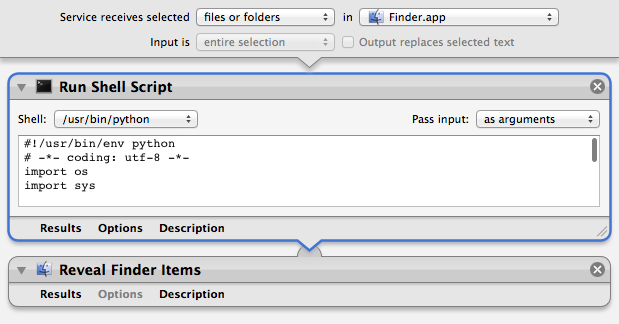 Service receives selected files or folders in Finder.app
Input is entire selection Output replaces selected text
Run Shell Script
Shell: /usr/bin/python Pass input: as arguments
#!/usr/bin/env python
# -*- coding: utf-8 -*-
import os
import sys
Results Options Description
Reveal Finder Items
Results Options Description